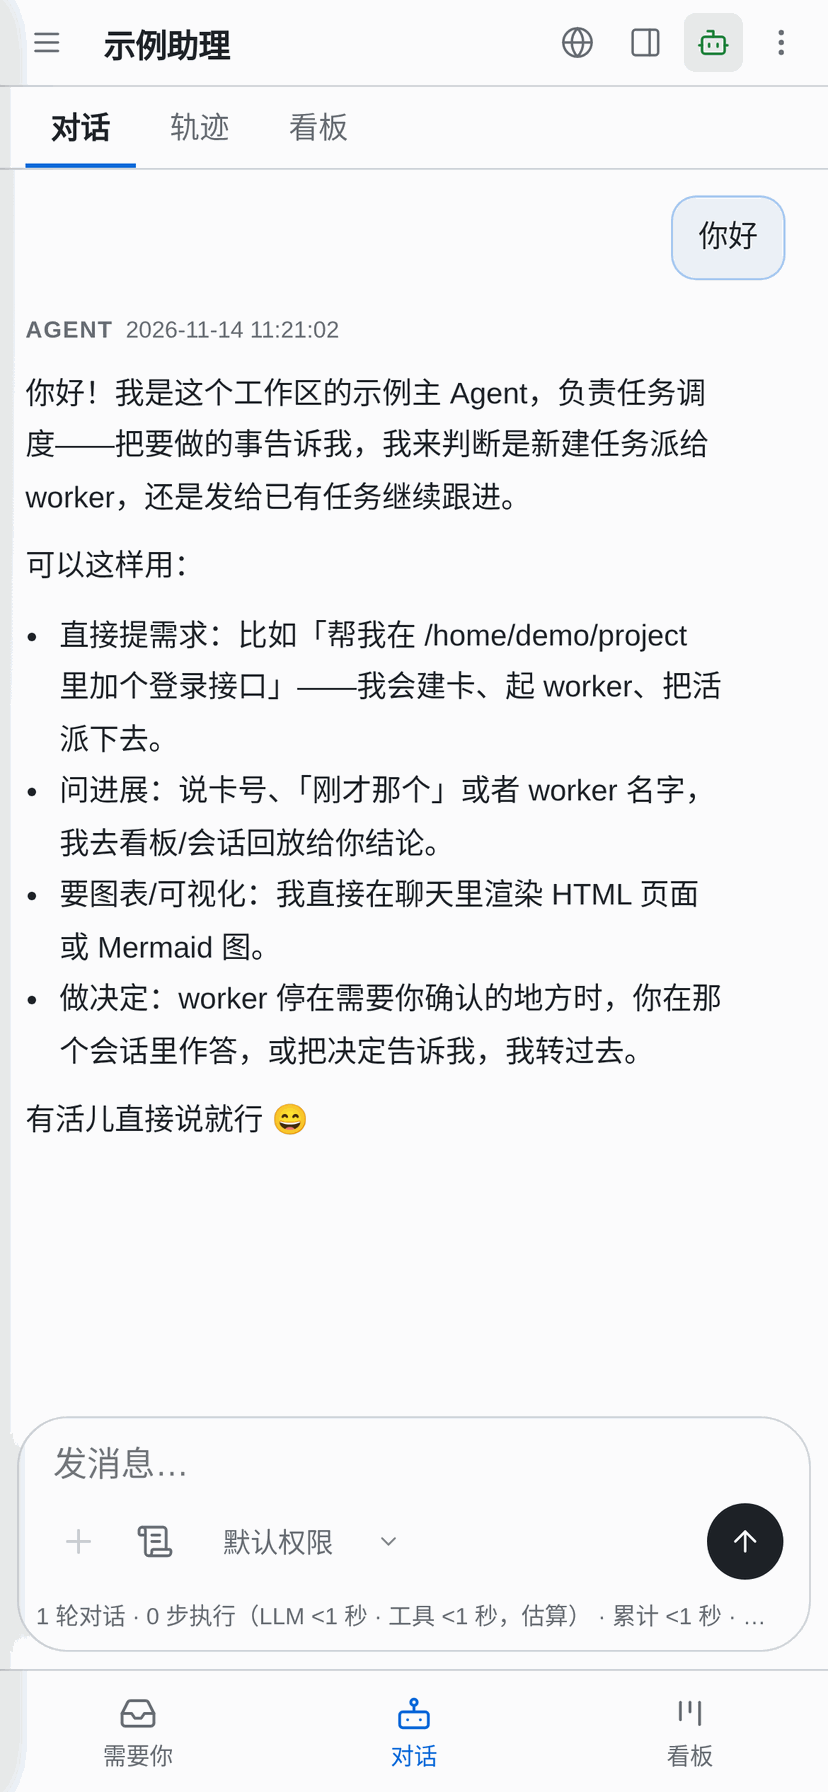 示例助理
对话 轨迹 看板
你好
AGENT 2026-11-14 11:21:02
你好！我是这个工作区的示例主 Agent，负责任务调
度——把要做的事告诉我，我来判断是新建任务派给
worker，还是发给已有任务继续跟进。
可以这样用：
• 直接提需求：比如「帮我在 /home/demo/project
里加个登录接口」——我会建卡、起 worker、把活
派下去。
• 问进展：说卡号、「刚才那个」或者 worker 名字，
我去看板/会话回放给你结论。
• 要图表/可视化：我直接在聊天里渲染 HTML 页面
或 Mermaid 图。
• 做决定：worker 停在需要你确认的地方时，你在那
个会话里作答，或把决定告诉我，我转过去。
有活儿直接说就行 😄
发消息…
默认权限
1 轮对话 · 0 步执行（LLM <1 秒 · 工具 <1 秒，估算） · 累计 <1 秒 · …
需要你 对话 看板